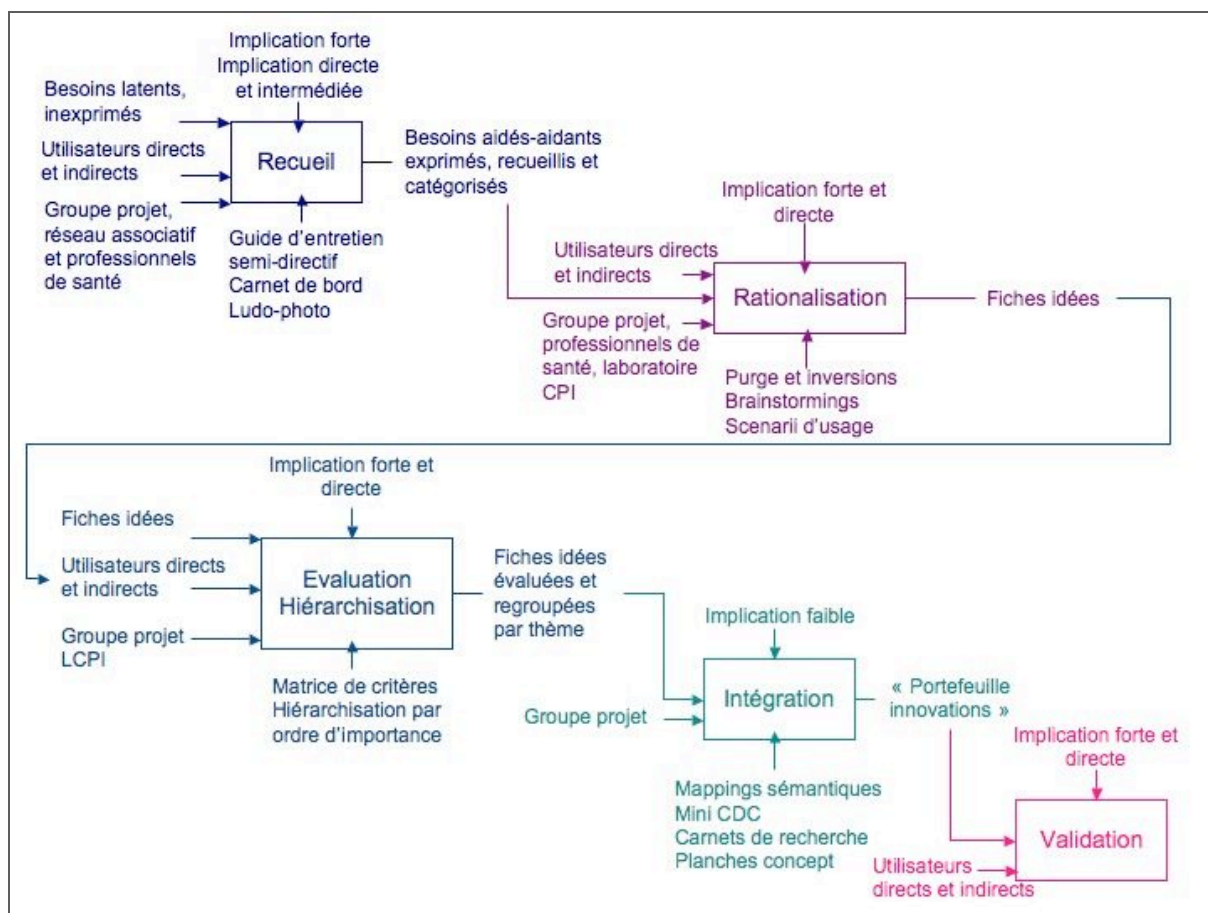 Implication forte
Implication directe
et intermédiée
Besoins latents,
inexprimés
Utilisateurs directs
et indirects
Groupe projet,
réseau associatif
et professionnels
de santé
Recueil
Guide d'entretien
semi-directif
Carnet de bord
Ludo-photo
Besoins aidés-aidants
exprimés, recueillis et
catégorisés
Implication forte et
directe
Utilisateurs directs
et indirects
Groupe projet,
professionnels de
santé, laboratoire
CPI
Rationalisation
Purge et inversions
Brainstormings
Scenarii d'usage
Fiches idées
Implication forte et
directe
Fiches idées
Utilisateurs directs
et indirects
Groupe projet
LCPI
Evaluation
Hiérarchisation
Matrice de critères
Hiérarchisation par
ordre d'importance
Fiches idées
évaluées et
regroupées
par thème
Implication faible
Groupe projet
Intégration
Mappings sémantiques
Mini CDC
Carnets de recherche
Planches concept
« Portefeuille
innovations »
Implication forte et
directe
Validation
Utilisateurs
directs et indirects